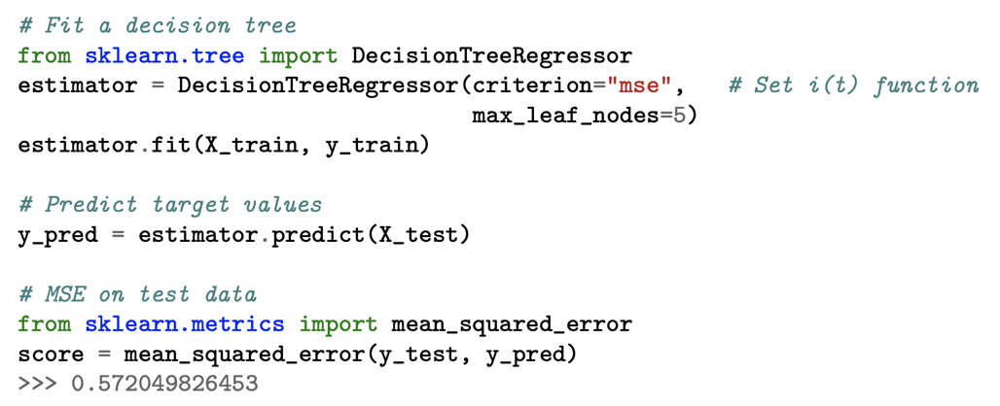 # Fit a decision tree
from sklearn.tree import DecisionTreeRegressor
estimator = DecisionTreeRegressor(criterion="mse", # Set i(t) function
max_leaf_nodes=5)
estimator.fit(X_train, y_train)
# Predict target values
y_pred = estimator.predict(X_test)
# MSE on test data
from sklearn.metrics import mean_squared_error
score = mean_squared_error(y_test, y_pred)
>>> 0.572049826453